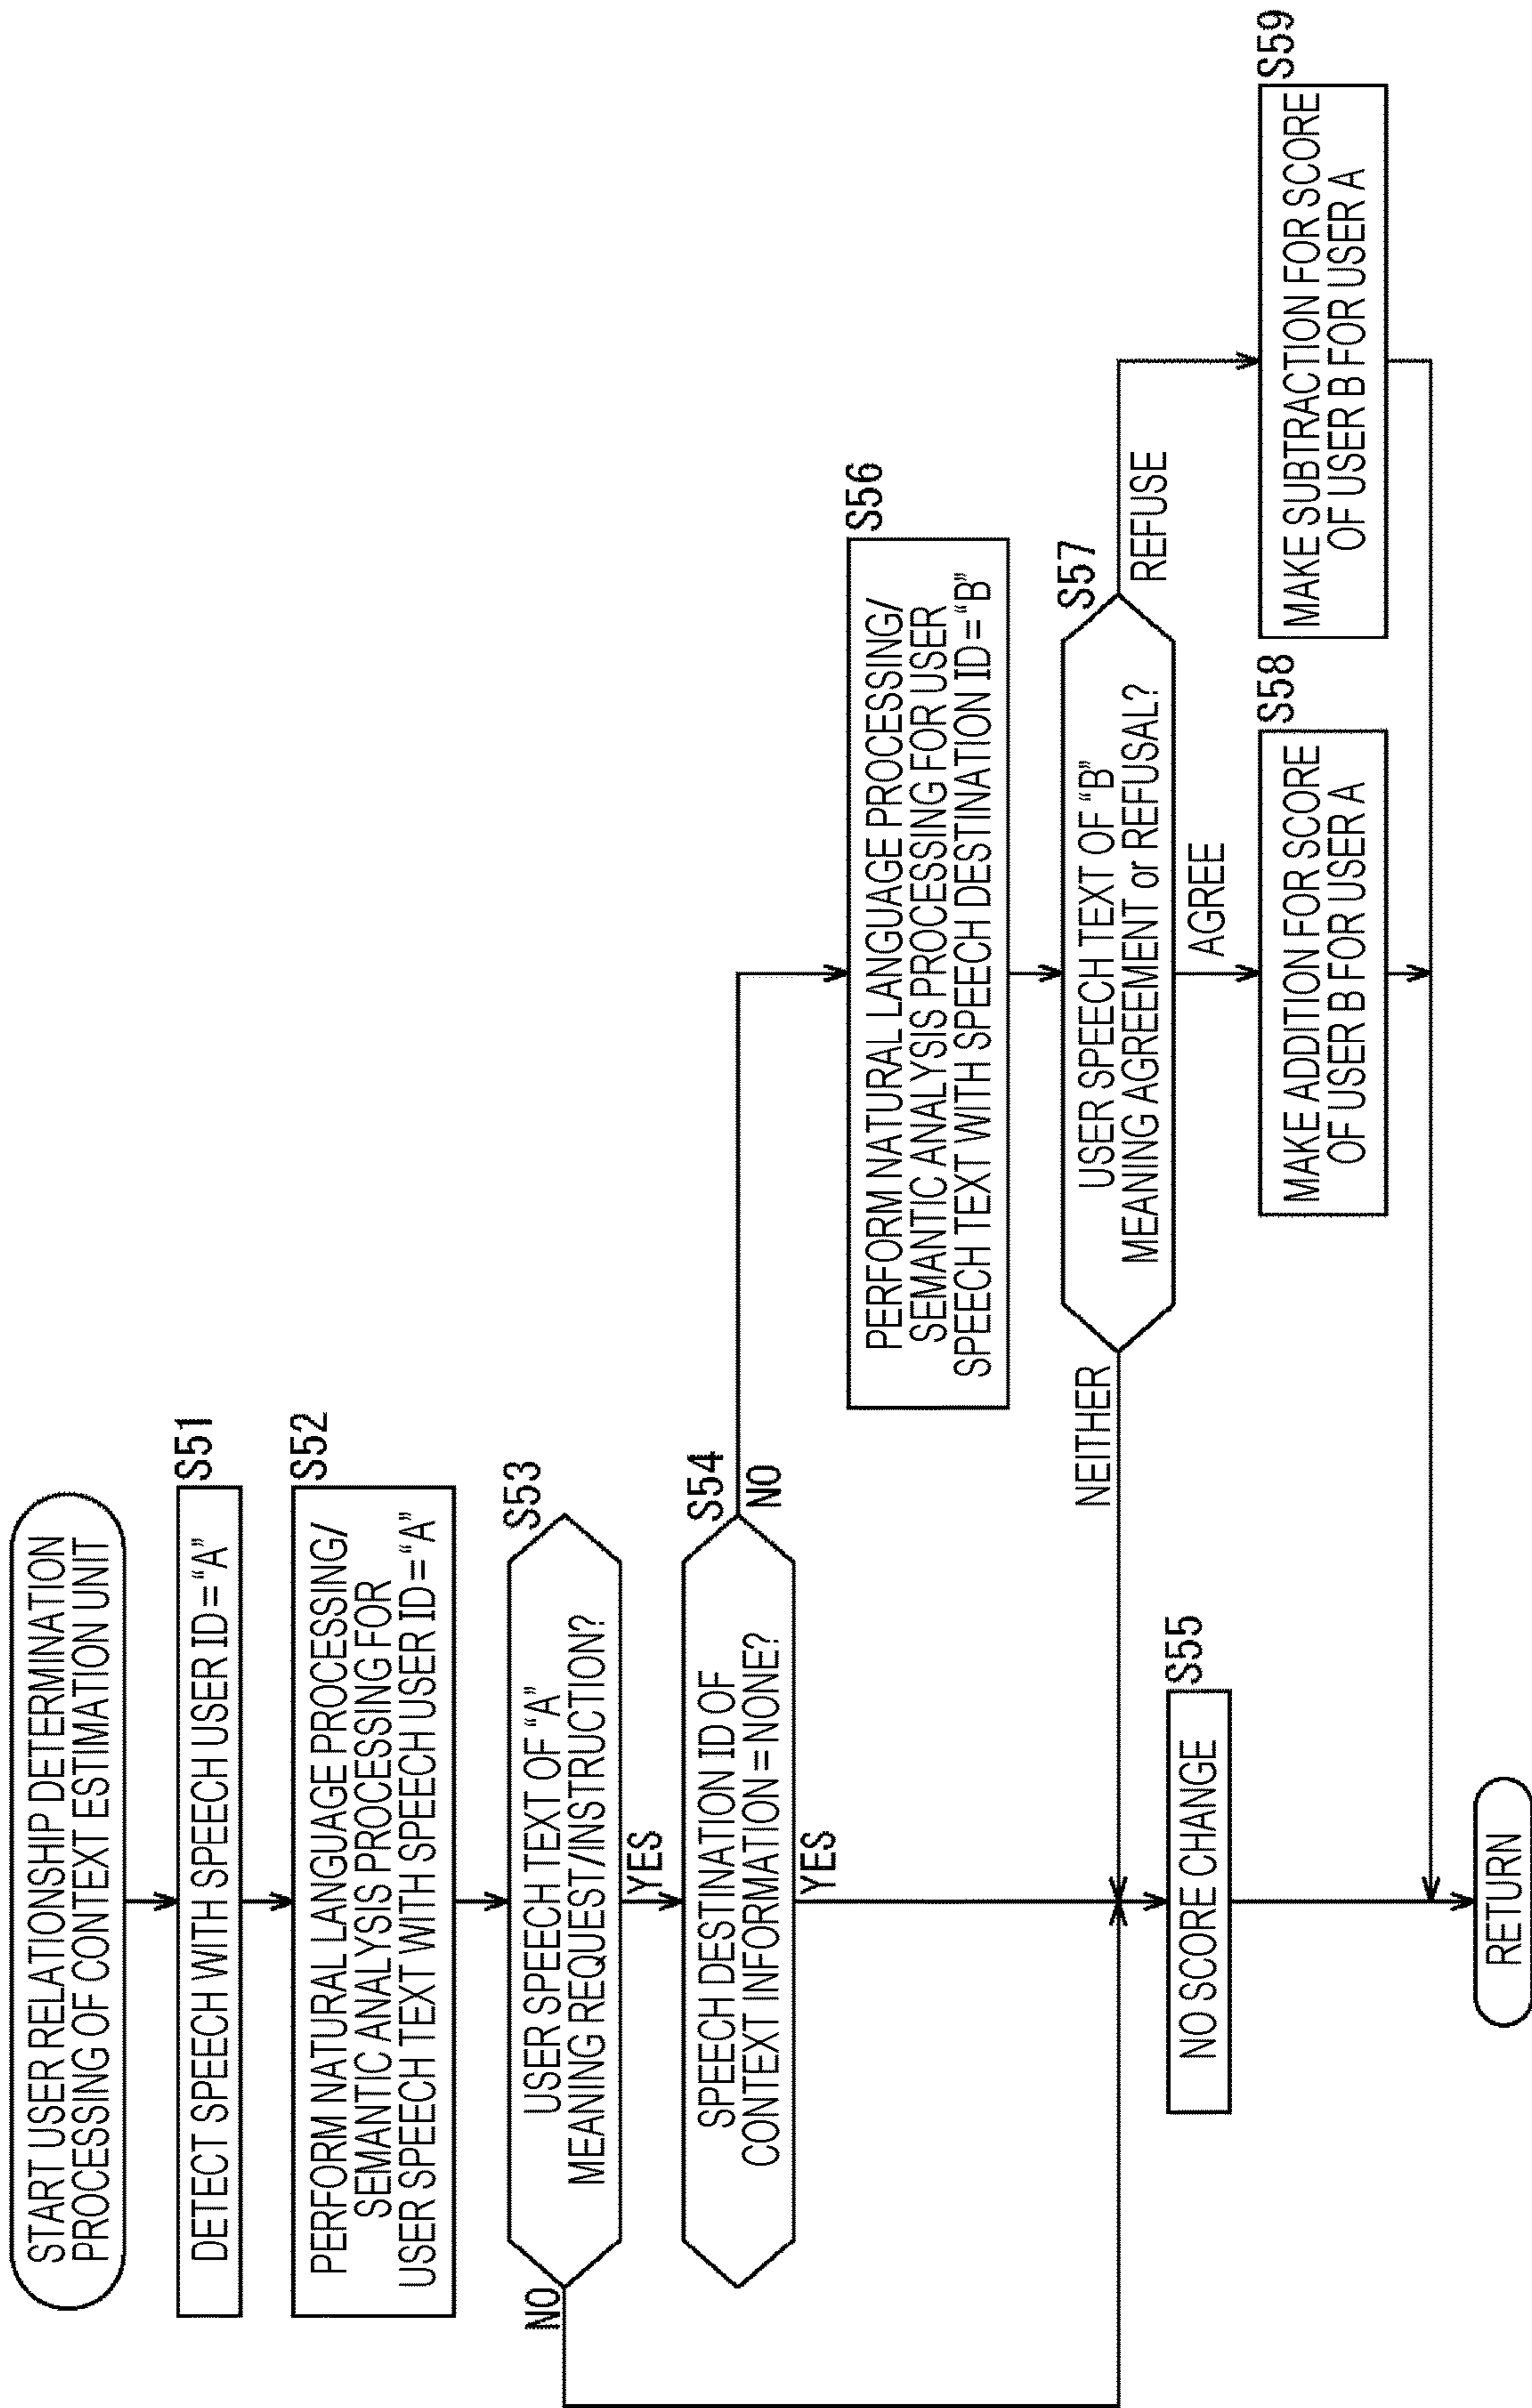 START USER RELATIONSHIP DETERMINATION
PROCESSING OF CONTEXT ESTIMATION UNIT
S51
DETECT SPEECH WITH SPEECH USER ID="A"
S52
PERFORM NATURAL LANGUAGE PROCESSING/
SEMANTIC ANALYSIS PROCESSING FOR
USER SPEECH TEXT WITH SPEECH USER ID="A"
S53
USER SPEECH TEXT OF "A"
MEANING REQUEST/INSTRUCTION?
NO
YES
S54
SPEECH DESTINATION ID OF
CONTEXT INFORMATION=NONE?
NO
YES
S56
PERFORM NATURAL LANGUAGE PROCESSING/
SEMANTIC ANALYSIS PROCESSING FOR USER
SPEECH TEXT WITH SPEECH DESTINATION ID="B"
S57
USER SPEECH TEXT OF "B"
MEANING AGREEMENT or REFUSAL?
NEITHER
REFUSE
AGREE
S55
NO SCORE CHANGE
S58
MAKE ADDITION FOR SCORE
OF USER B FOR USER A
S59
MAKE SUBTRACTION FOR SCORE
OF USER B FOR USER A
RETURN